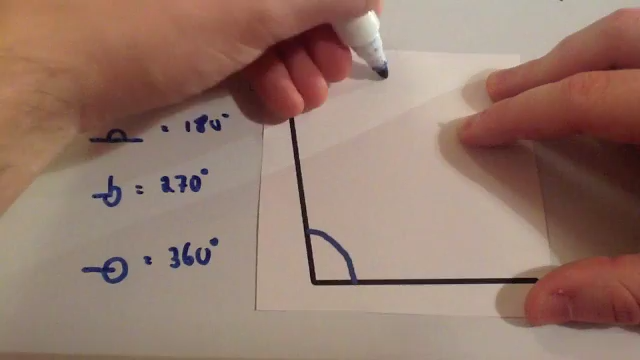 = 180°
= 270°
= 360°